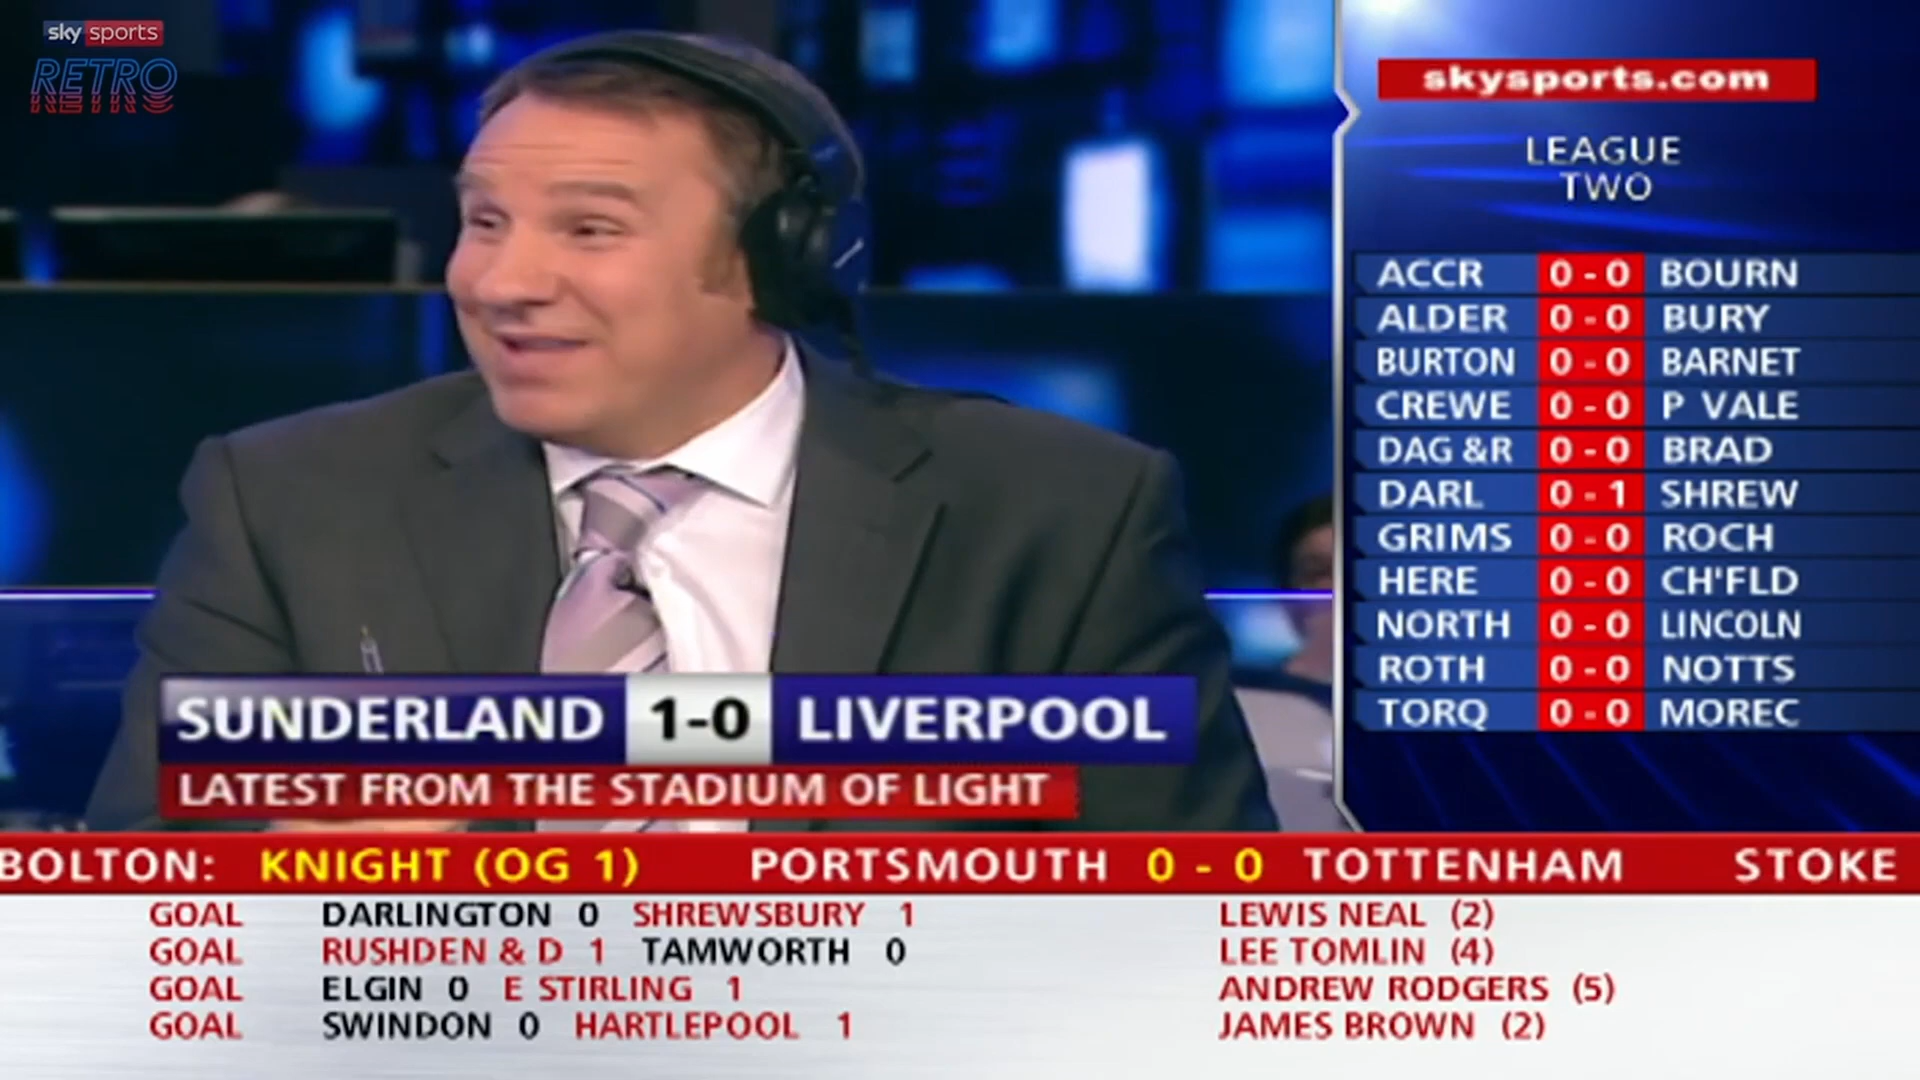 sky sports
RETRO
skysports.com
LEAGUE
TWO
ACCR 0 - 0 BOURN
ALDER 0 - 0 BURY
BURTON 0 - 0 BARNET
CREWE 0 - 0 P VALE
DAG &R 0 - 0 BRAD
DARL 0 - 1 SHREW
GRIMS 0 - 0 ROCH
HERE 0 - 0 CH'FLD
NORTH 0 - 0 LINCOLN
ROTH 0 - 0 NOTTS
TORQ 0 - 0 MOREC
SUNDERLAND 1-0 LIVERPOOL
LATEST FROM THE STADIUM OF LIGHT
BOLTON: KNIGHT (OG 1) PORTSMOUTH 0 - 0 TOTTENHAM STOKE
GOAL DARLINGTON 0 SHREWSBURY 1 LEWIS NEAL (2)
GOAL RUSHDEN & D 1 TAMWORTH 0 LEE TOMLIN (4)
GOAL ELGIN 0 E STIRLING 1 ANDREW RODGERS (5)
GOAL SWINDON 0 HARTLEPOOL 1 JAMES BROWN (2)